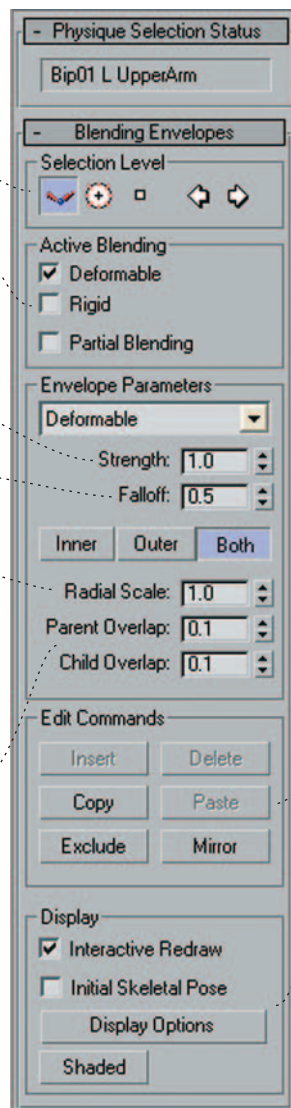 - Physique Selection Status
Bip01 L UpperArm
- Blending Envelopes
Selection Level
Active Blending
Deformable
Rigid
Partial Blending
Envelope Parameters
Deformable
Strength: 1.0
Falloff: 0.5
Inner Outer Both
Radial Scale: 1.0
Parent Overlap: 0.1
Child Overlap: 0.1
Edit Commands
Insert Delete
Copy Paste
Exclude Mirror
Display
Interactive Redraw
Initial Skeletal Pose
Display Options
Shaded